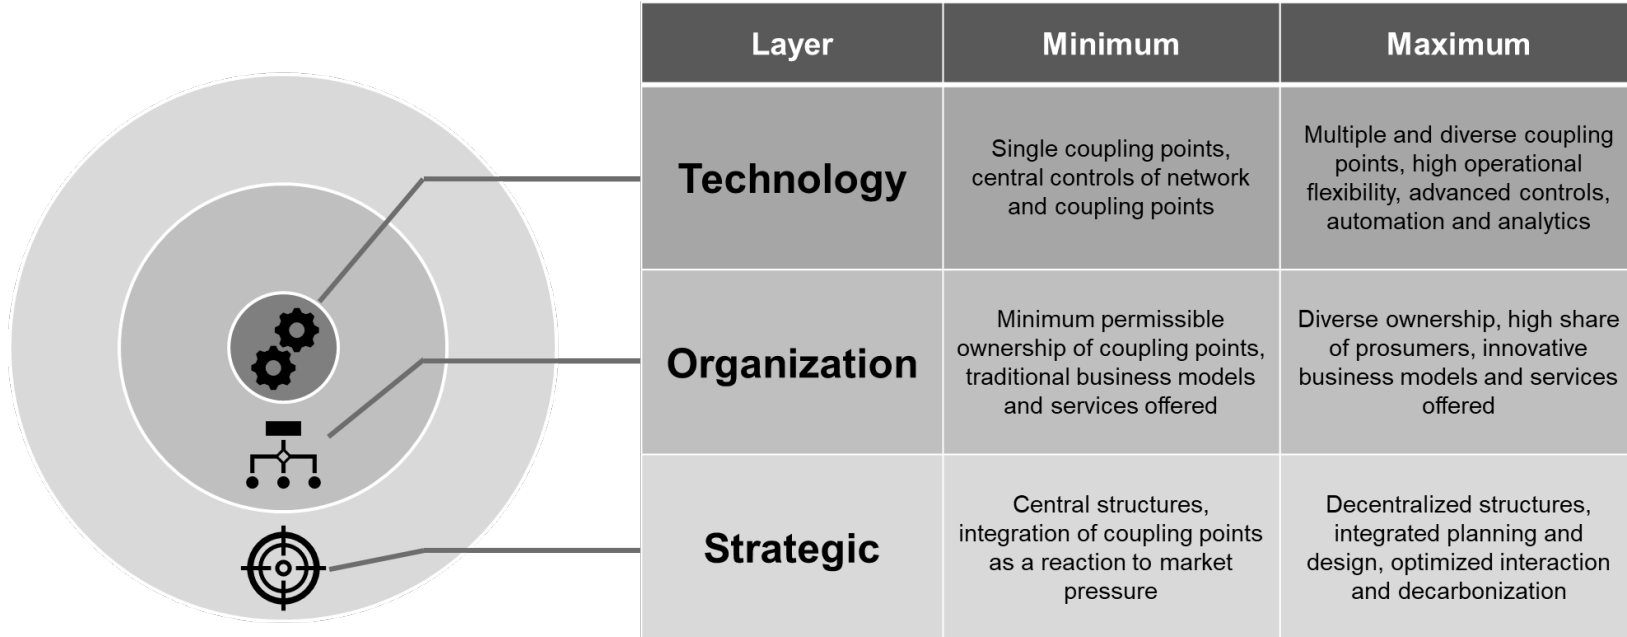 Layer
Minimum
Maximum
Technology
Single coupling points,
central controls of network
and coupling points
Multiple and diverse coupling
points, high operational
flexibility, advanced controls,
automation and analytics
Organization
Minimum permissible
ownership of coupling points,
traditional business models
and services offered
Diverse ownership, high share
of prosumers, innovative
business models and services
offered
Strategic
Central structures,
integration of coupling points
as a reaction to market
pressure
Decentralized structures,
integrated planning and
design, optimized interaction
and decarbonization